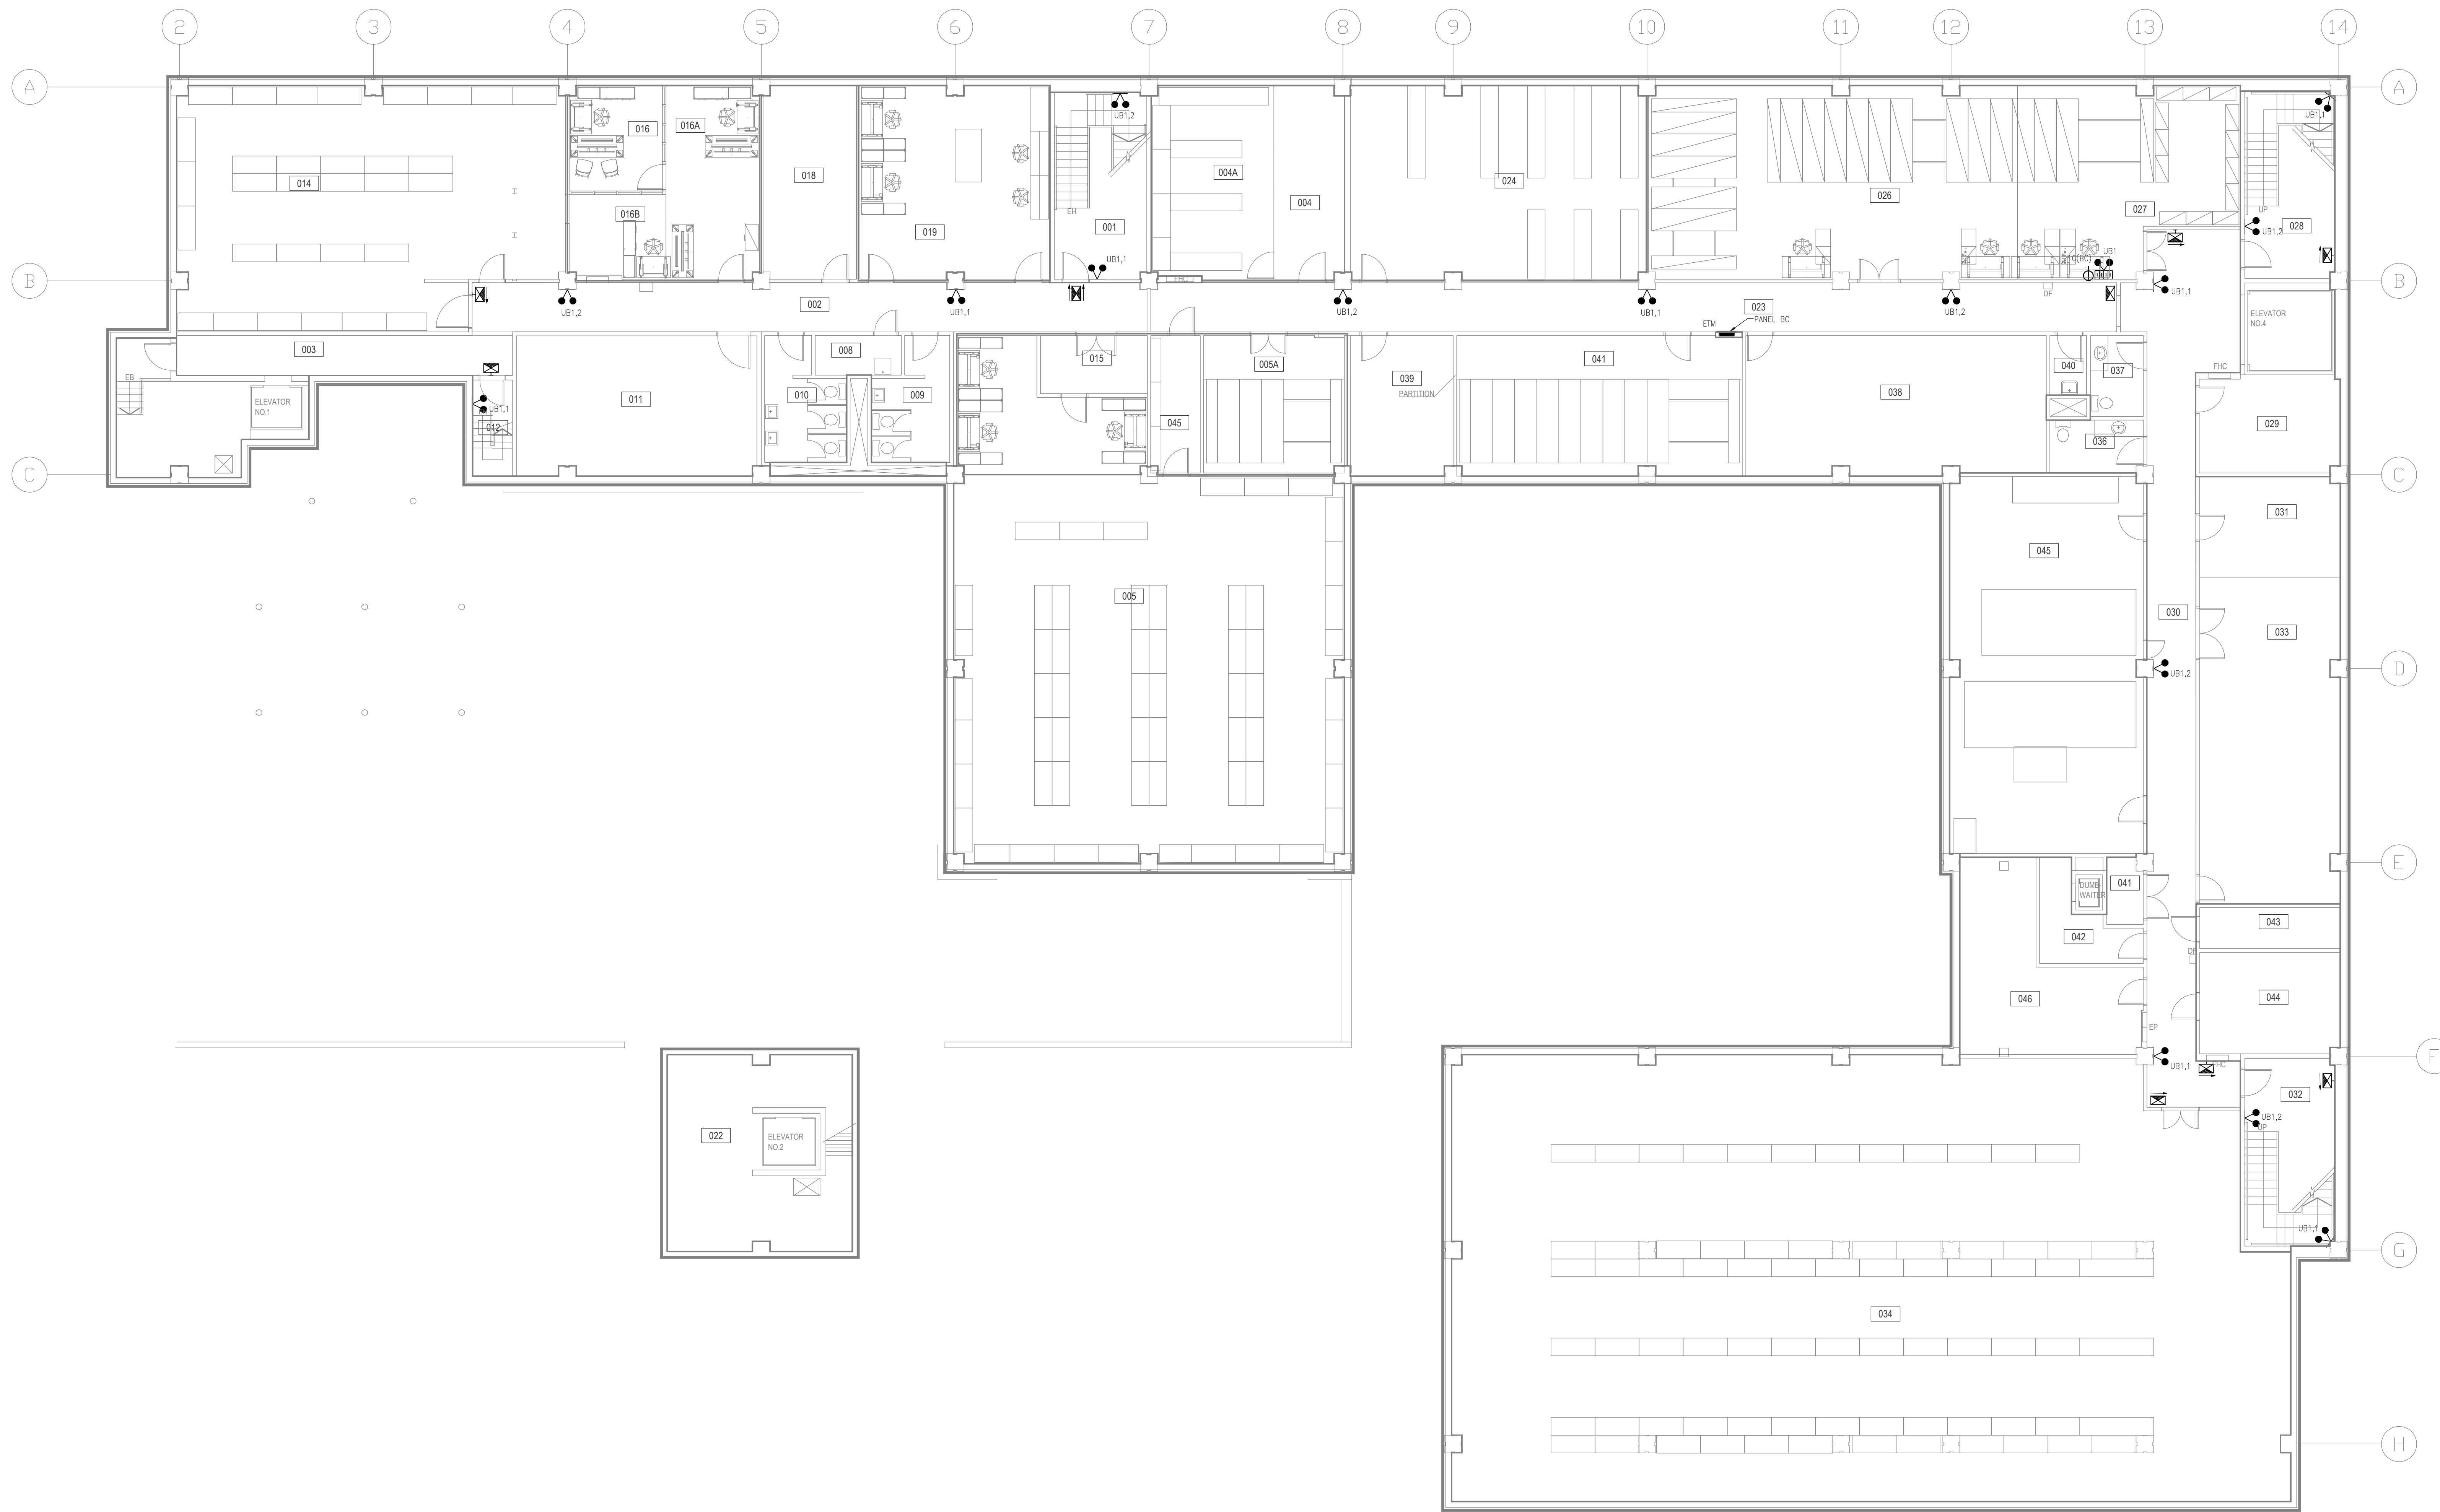 2 3 4 5 6 7 8 9 10 11 12 13 14
A A
UB1,2 UB1,1
016 016A
004A
014 018 024 026
004
016B 027
EH UP
019 001 UB1,2 028
UB1
UB1,1
B B
UB1,1
DF
002 023
UB1,2 UB1,1 UB1,2 UB1,1 UB1,2
ELEVATOR
NO.4
ETM PANEL BC
003 008 015 041
005A 040 037
FHC
EB 039
PARTITION
ELEVATOR
NO.1
UB1,1 011 010 009 038
045 029
012
036
C C
031
045
005
030
033
D
UB1,2
E
DUMB-
WAITER
041
043
042
DF
046 044
EP
F
UB1,1
032
UB1,2
UP
022
ELEVATOR
NO.2
UB1,1
G
034
H